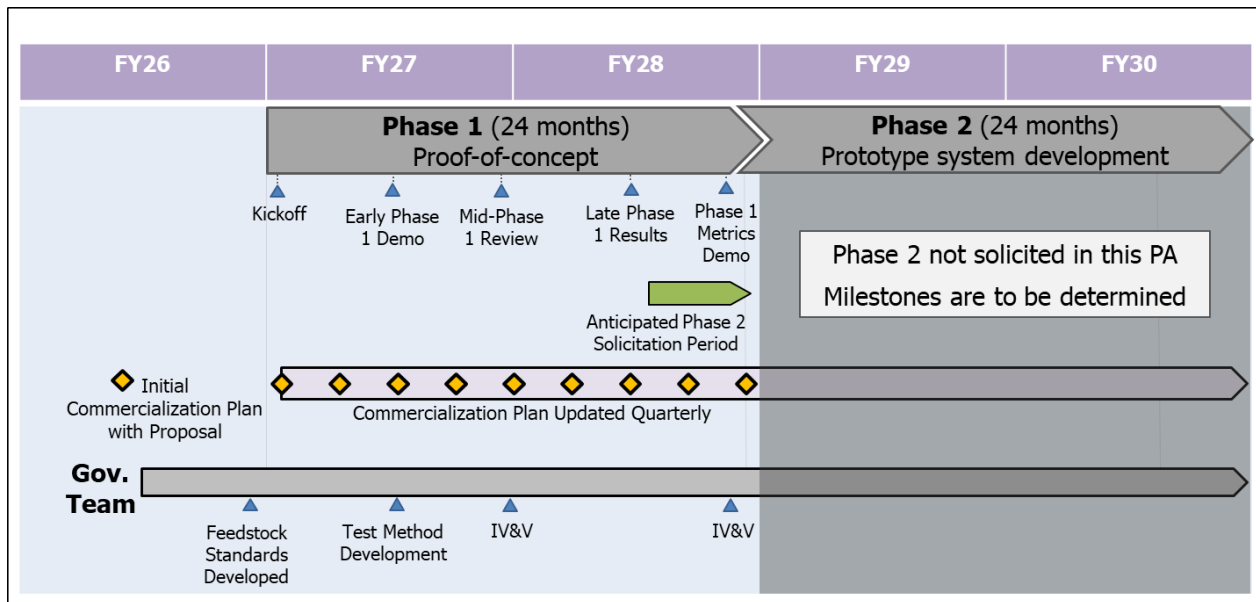 FY26
FY27
FY28
FY29
FY30
Phase 1 (24 months)
Proof-of-concept
Phase 2 (24 months)
Prototype system development
Kickoff
Early Phase
1 Demo
Mid-Phase
1 Review
Late Phase
1 Results
Phase 1
Metrics
Demo
Phase 2 not solicited in this PA
Milestones are to be determined
Anticipated Phase 2
Solicitation Period
Initial
Commercialization Plan
with Proposal
Commercialization Plan Updated Quarterly
Gov.
Team
Feedstock
Standards
Developed
Test Method
Development
IV&V
IV&V